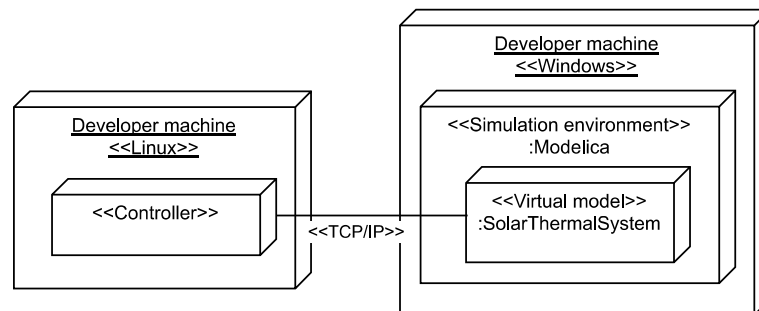 Developer machine
<<Linux>>
<<Controller>>
<<TCP/IP>>
Developer machine
<<Windows>>
<<Simulation environment>>
:Modelica
<<Virtual model>>
:SolarThermalSystem